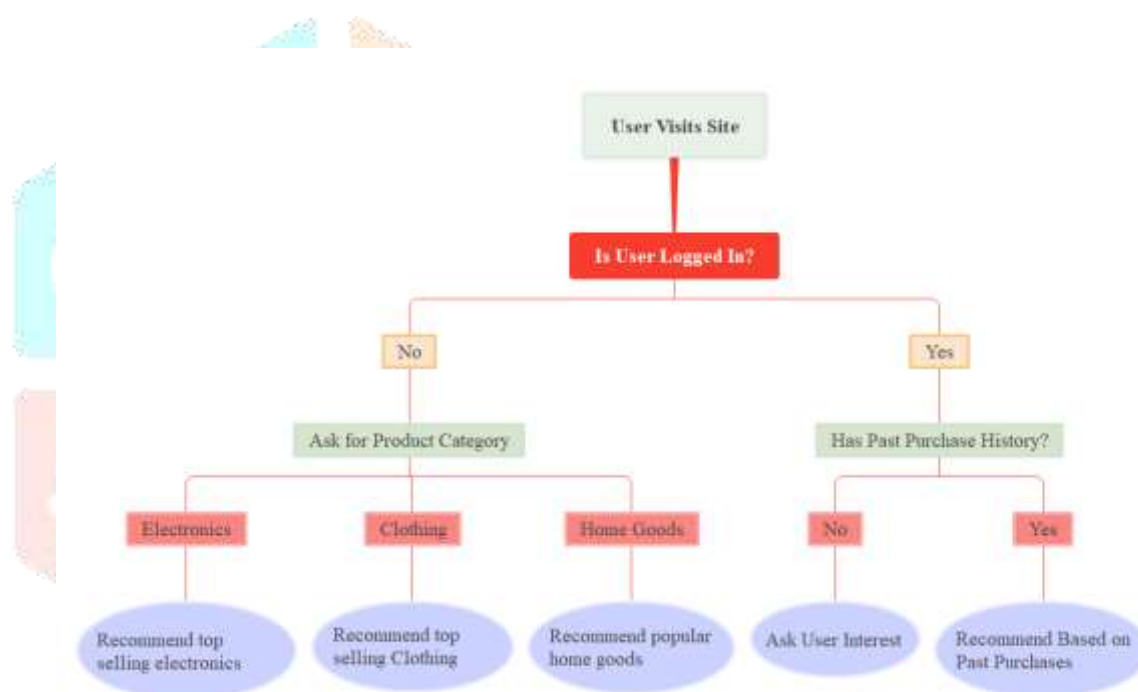 User Visits Site
Is User Logged In?
No
Yes
Ask for Product Category
Has Past Purchase History?
Electronics
Clothing
Home Goods
No
Yes
Recommend top
selling electronics
Recommend top
selling Clothing
Recommend popular
home goods
Ask User Interest
Recommend Based on
Past Purchases